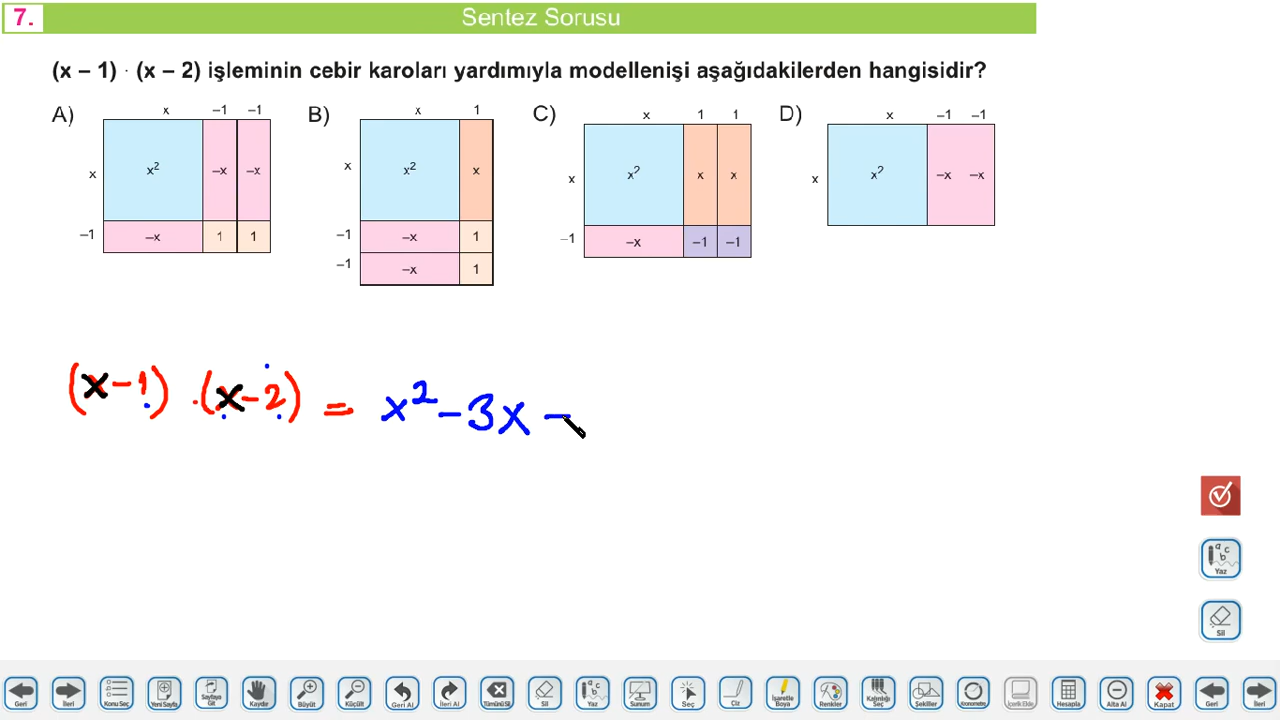 7. Sentez Sorusu
(x – 1) · (x – 2) işleminin cebir karoları yardımıyla modellenişi aşağıdakilerden hangisidir?
A) x –1 –1
x x² –x –x
–1 –x 1 1
B) x 1
x x² x
–1 –x 1
–1 –x 1
C) x 1 1
x x² x x
–1 –x –1 –1
D) x –1 –1
x x² –x –x
(x-1) .(x-2) = x² -3x -
Yaz
Sil
Geri İleri Konu Seç Yeni Sayfa Sayfaya Git Kaydır Büyüt Küçült Geri Al İleri Al Tümünü Sil Sil Yaz Sunum Seç Çiz İşaretle Boya Renkler Kalınlığı Seç Şekiller Kronometre İçerik Ekle Hesapla Alta Al Kapat Geri İleri